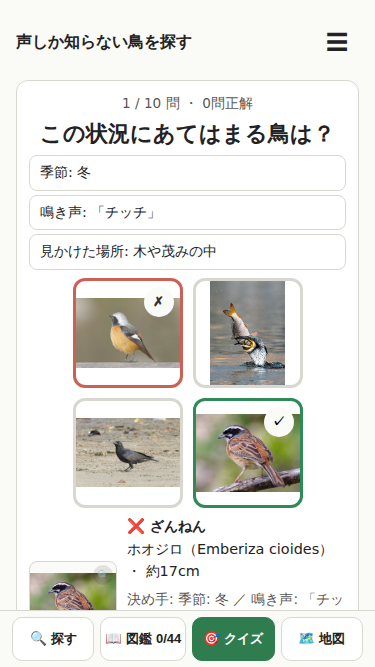 声しか知らない鳥を探す
1 / 10 問 ・ 0問正解
この状況にあてはまる鳥は？
季節: 冬
鳴き声: 「チッチ」
見かけた場所: 木や茂みの中
✗
✓
❌ ざんねん
ホオジロ（Emberiza cioides）
・ 約17cm
決め手: 季節: 冬 ／ 鳴き声: 「チッ
🔍 探す
📖 図鑑 0/44
🎯 クイズ
🗺️ 地図